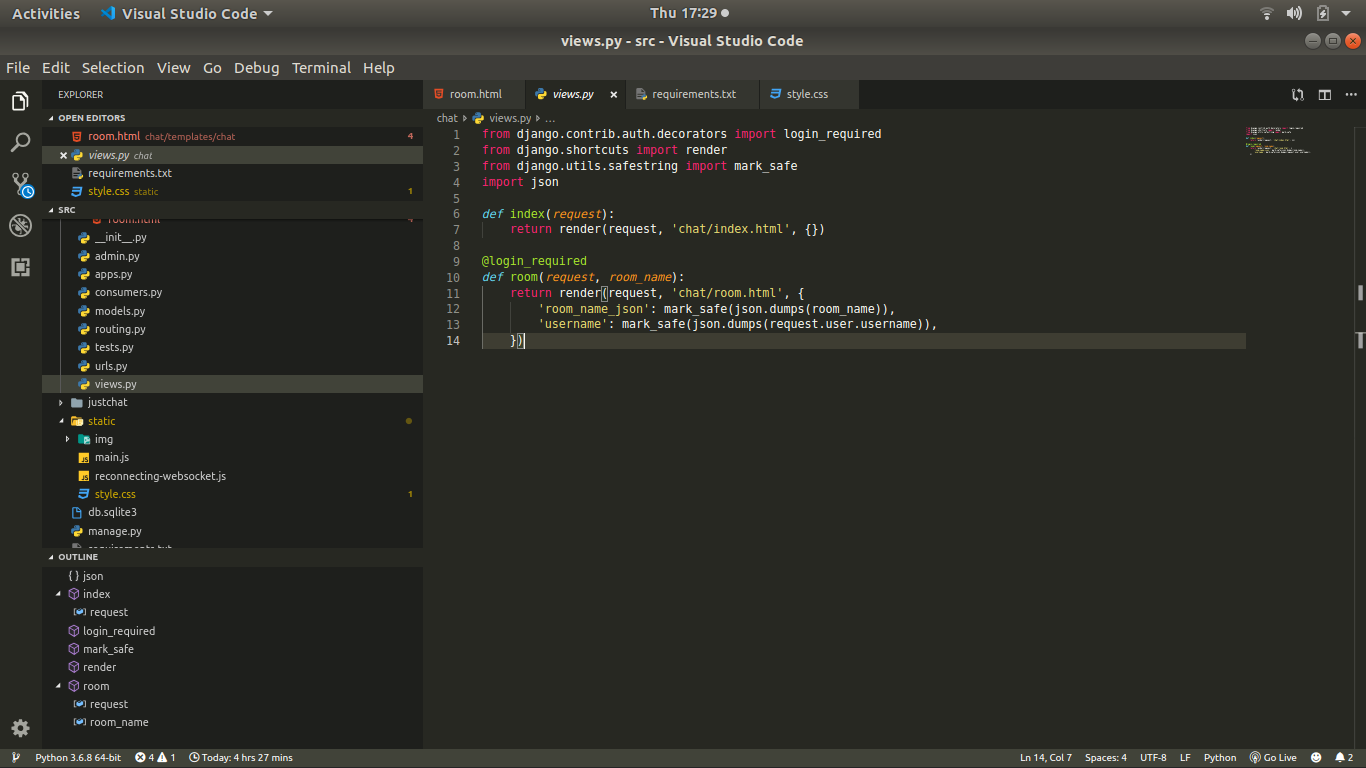 Activities Visual Studio Code Thu 17:29
views.py - src - Visual Studio Code
File Edit Selection View Go Debug Terminal Help
EXPLORER
OPEN EDITORS
room.html chat/templates/chat 4
views.py chat
requirements.txt
style.css static 1
SRC
room.html 4
__init__.py
admin.py
apps.py
consumers.py
models.py
routing.py
tests.py
urls.py
views.py
justchat
static
img
main.js
reconnecting-websocket.js
style.css 1
db.sqlite3
manage.py
requirements.txt
OUTLINE
{ } json
index
request
login_required
mark_safe
render
room
request
room_name
room.html views.py requirements.txt style.css
chat views.py ...
1 from django.contrib.auth.decorators import login_required
2 from django.shortcuts import render
3 from django.utils.safestring import mark_safe
4 import json
5
6 def index(request):
7 return render(request, 'chat/index.html', {})
8
9 @login_required
10 def room(request, room_name):
11 return render(request, 'chat/room.html', {
12 'room_name_json': mark_safe(json.dumps(room_name)),
13 'username': mark_safe(json.dumps(request.user.username)),
14 })
Python 3.6.8 64-bit 4 1 Today: 4 hrs 27 mins Ln 14, Col 7 Spaces: 4 UTF-8 LF Python Go Live 2